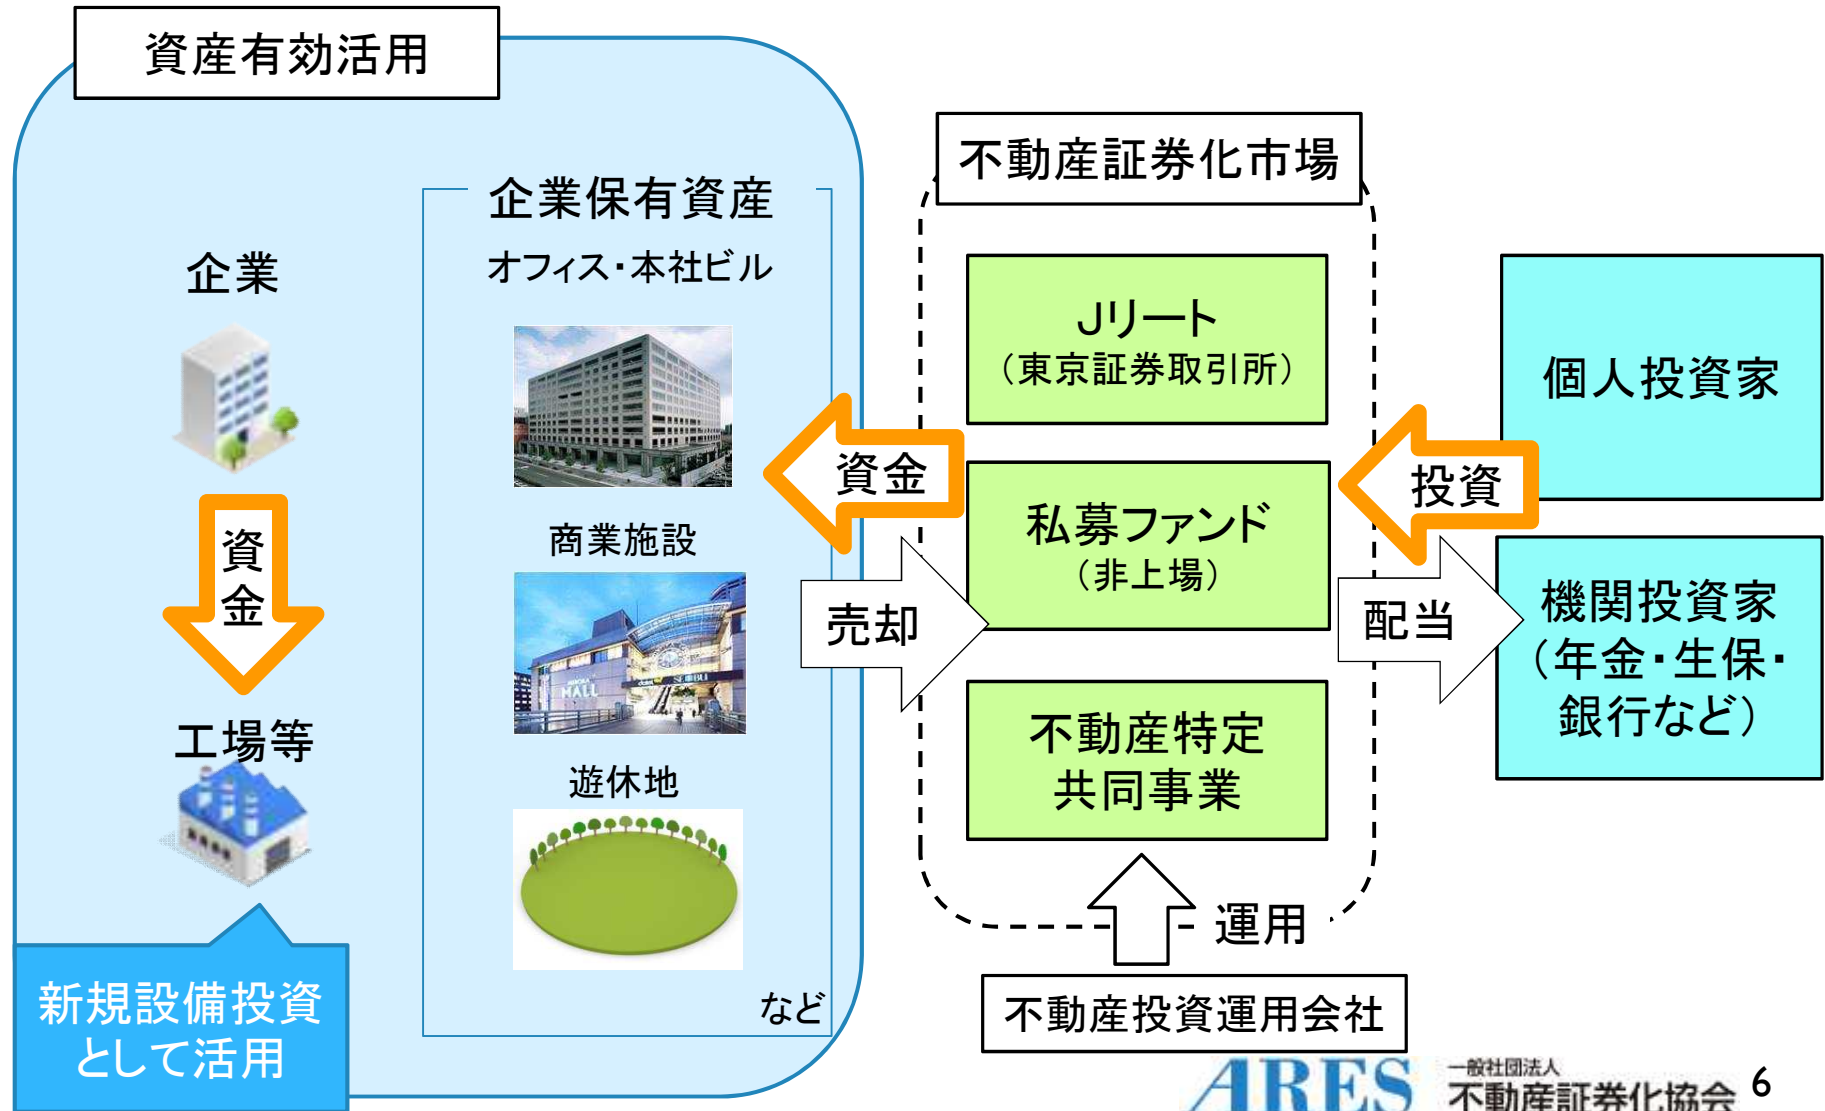 資産有効活用
企業
資
金
工場等
新規設備投資
として活用
企業保有資産
オフィス・本社ビル
商業施設
MALL
SEIBU
遊休地
など
資金
売却
不動産証券化市場
Jリート
（東京証券取引所）
私募ファンド
（非上場）
不動産特定
共同事業
運用
不動産投資運用会社
投資
配当
個人投資家
機関投資家
（年金・生保・
銀行など）
ARES
一般社団法人
不動産証券化協会
6